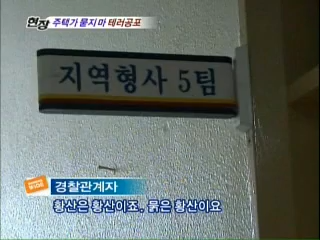 현장 주택가 묻지 마 테러공포
지역형사 5팀
경찰관계자
황산은 황산이죠, 묽은 황산이요